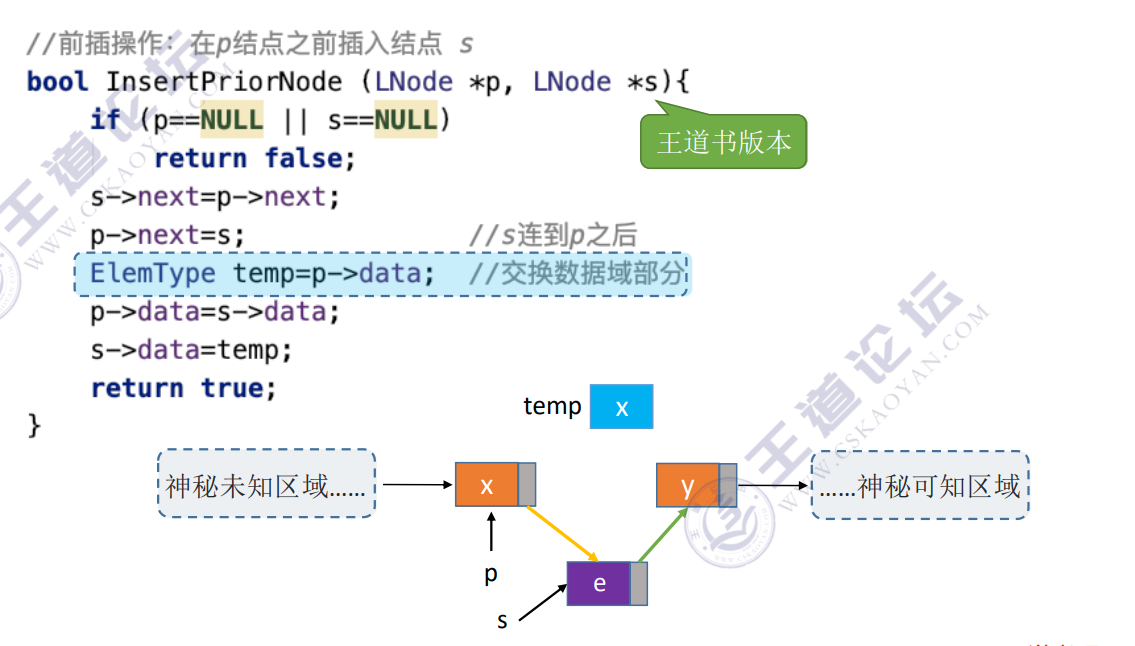 //前插操作：在p结点之前插入结点 s
bool InsertPriorNode (LNode *p, LNode *s){
if (p==NULL || s==NULL)
return false;
王道书版本
s->next=p->next;
p->next=s; //s连到p之后
ElemType temp=p->data; //交换数据域部分
p->data=s->data;
s->data=temp;
return true;
}
temp x
神秘未知区域…… x y ……神秘可知区域
p
e
s
王道论坛
WWW.CSKAOYAN.COM
王道论坛
WWW.CSKAOYAN.COM